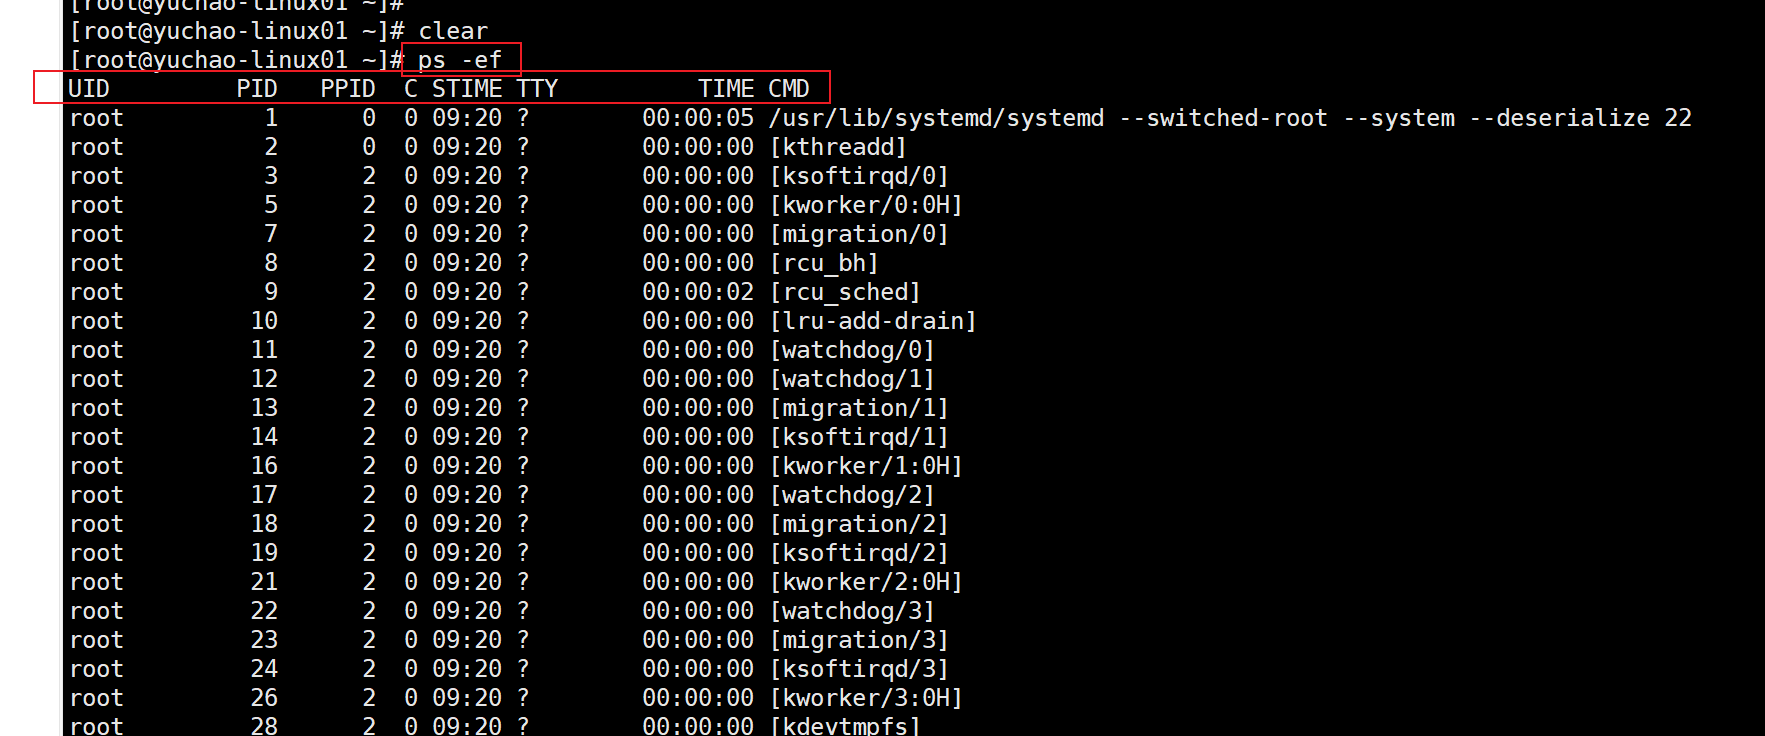 [root@yuchao-linux01 ~]#
[root@yuchao-linux01 ~]# clear
[root@yuchao-linux01 ~]# ps -ef
UID         PID   PPID  C STIME TTY          TIME CMD
root          1      0  0 09:20 ?        00:00:05 /usr/lib/systemd/systemd --switched-root --system --deserialize 22
root          2      0  0 09:20 ?        00:00:00 [kthreadd]
root          3      2  0 09:20 ?        00:00:00 [ksoftirqd/0]
root          5      2  0 09:20 ?        00:00:00 [kworker/0:0H]
root          7      2  0 09:20 ?        00:00:00 [migration/0]
root          8      2  0 09:20 ?        00:00:00 [rcu_bh]
root          9      2  0 09:20 ?        00:00:02 [rcu_sched]
root         10      2  0 09:20 ?        00:00:00 [lru-add-drain]
root         11      2  0 09:20 ?        00:00:00 [watchdog/0]
root         12      2  0 09:20 ?        00:00:00 [watchdog/1]
root         13      2  0 09:20 ?        00:00:00 [migration/1]
root         14      2  0 09:20 ?        00:00:00 [ksoftirqd/1]
root         16      2  0 09:20 ?        00:00:00 [kworker/1:0H]
root         17      2  0 09:20 ?        00:00:00 [watchdog/2]
root         18      2  0 09:20 ?        00:00:00 [migration/2]
root         19      2  0 09:20 ?        00:00:00 [ksoftirqd/2]
root         21      2  0 09:20 ?        00:00:00 [kworker/2:0H]
root         22      2  0 09:20 ?        00:00:00 [watchdog/3]
root         23      2  0 09:20 ?        00:00:00 [migration/3]
root         24      2  0 09:20 ?        00:00:00 [ksoftirqd/3]
root         26      2  0 09:20 ?        00:00:00 [kworker/3:0H]
root         28      2  0 09:20 ?        00:00:00 [kdevtmpfs]